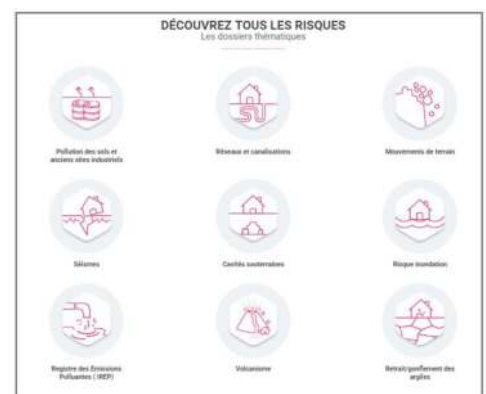 DÉCOUVREZ TOUS LES RISQUES
Les dossiers thématiques
Pollution des sols et
anciens sites industriels
Réseaux et canalisations
Mouvements de terrain
Séismes
Cavités souterraines
Risque inondation
Registre des Émissions
Polluantes ( IREP)
Volcanisme
Retrait/gonflement des
argiles